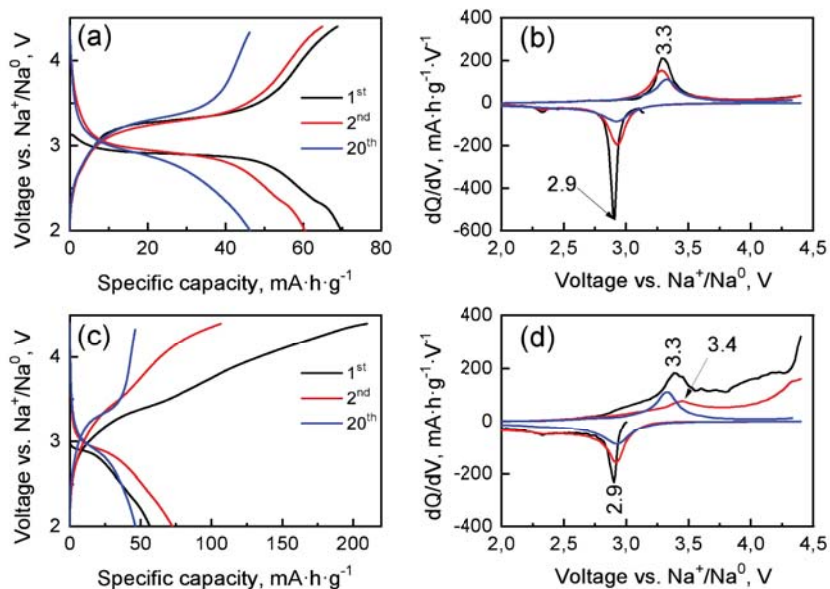 (a)
Voltage vs. Na⁺/Na⁰, V
4
3
2
1ˢᵗ
2ⁿᵈ
20ᵗʰ
0 20 40 60 80
Specific capacity, mA·h·g⁻¹
(b)
dQ/dV, mA·h·g⁻¹·V⁻¹
400
200
0
-200
-400
-600
3.3
2.9
2,0 2,5 3,0 3,5 4,0 4,5
Voltage vs. Na⁺/Na⁰, V
(c)
Voltage vs. Na⁺/Na⁰, V
4
3
2
1ˢᵗ
2ⁿᵈ
20ᵗʰ
0 50 100 150 200
Specific capacity, mA·h·g⁻¹
(d)
dQ/dV, mA·h·g⁻¹·V⁻¹
400
200
0
-200
-400
3.3
3.4
2.9
2,0 2,5 3,0 3,5 4,0 4,5
Voltage vs. Na⁺/Na⁰, V